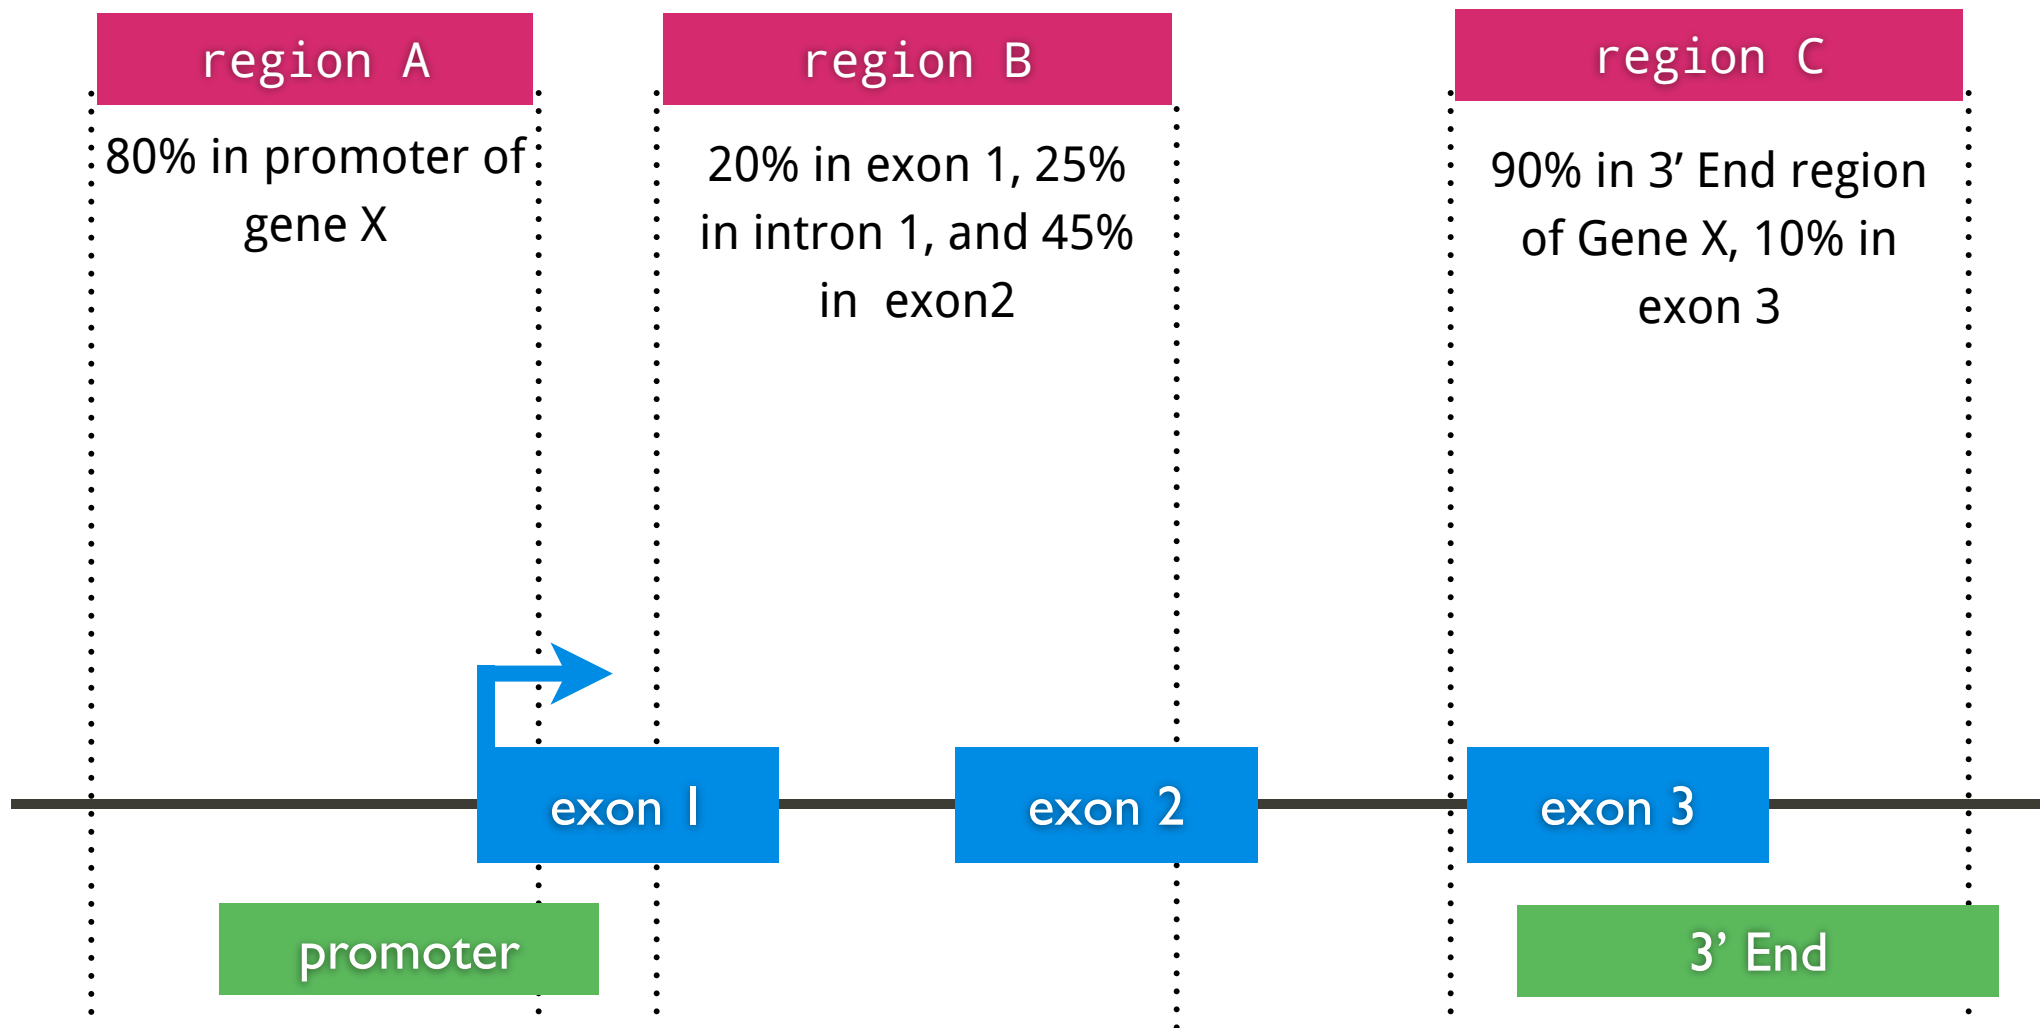 region A
80% in promoter of
gene X
region B
20% in exon 1, 25%
in intron 1, and 45%
in  exon2
region C
90% in 3’ End region
of Gene X, 10% in
exon 3
exon 1
exon 2
exon 3
promoter
3’ End